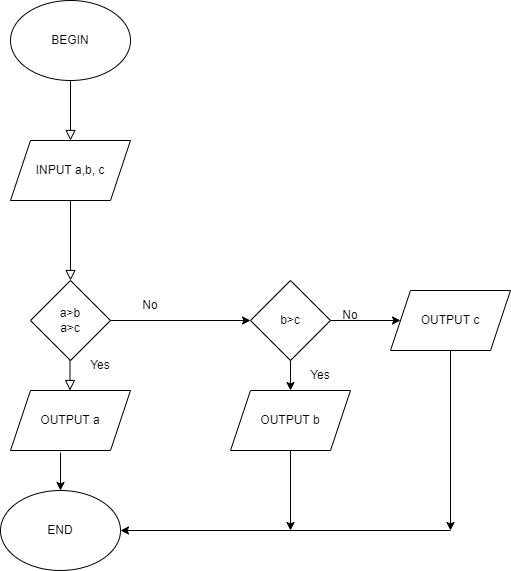 BEGIN
INPUT a,b, c
a>b
a>c
No
b>c
No
OUTPUT c
Yes
Yes
OUTPUT a
OUTPUT b
END